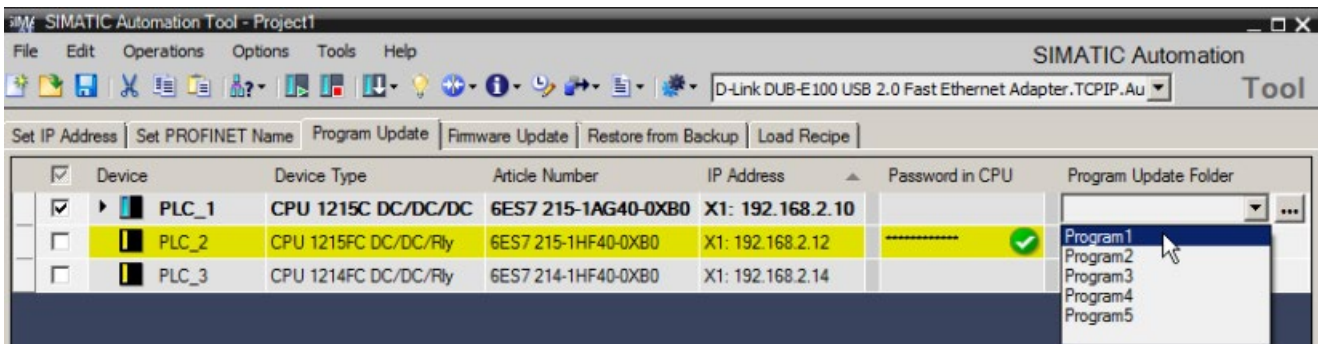 SIMATIC Automation Tool - Project1
File Edit Operations Options Tools Help
SIMATIC Automation
Tool
D-Link DUB-E100 USB 2.0 Fast Ethernet Adapter.TCPIP.Au
Set IP Address Set PROFINET Name Program Update Firmware Update Restore from Backup Load Recipe
Device Device Type Article Number IP Address Password in CPU Program Update Folder
PLC_1 CPU 1215C DC/DC/DC 6ES7 215-1AG40-0XB0 X1: 192.168.2.10 ...
PLC_2 CPU 1215FC DC/DC/Rly 6ES7 215-1HF40-0XB0 X1: 192.168.2.12 ************
PLC_3 CPU 1214FC DC/DC/Rly 6ES7 214-1HF40-0XB0 X1: 192.168.2.14
Program1
Program2
Program3
Program4
Program5